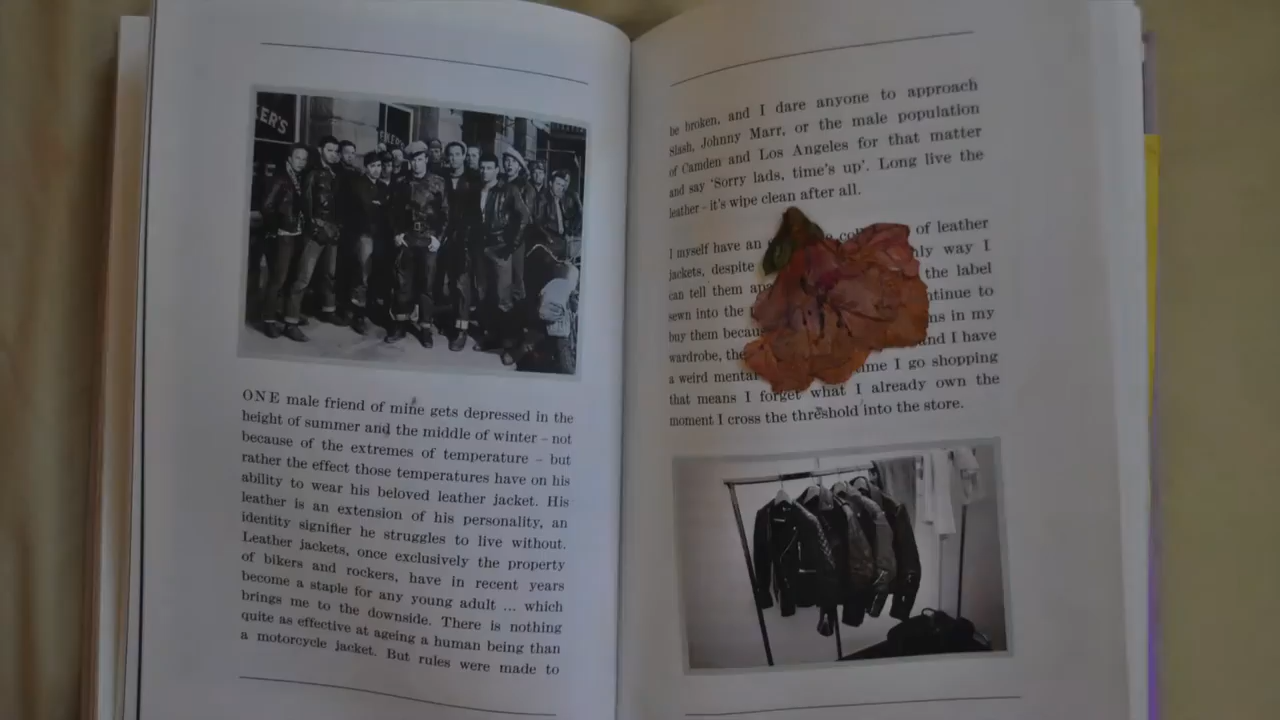 ER'S
ONE male friend of mine gets depressed in the
height of summer and the middle of winter – not
because of the extremes of temperature – but
rather the effect those temperatures have on his
ability to wear his beloved leather jacket. His
leather is an extension of his personality, an
identity signifier he struggles to live without.
Leather jackets, once exclusively the property
of bikers and rockers, have in recent years
become a staple for any young adult ... which
brings me to the downside. There is nothing
quite as effective at ageing a human being than
a motorcycle jacket. But rules were made to
be broken, and I dare anyone to approach
Slash, Johnny Marr, or the male population
of Camden and Los Angeles for that matter
and say 'Sorry lads, time's up'. Long live the
leather – it's wipe clean after all.
I myself have an of leather
jackets, despite way I
can tell them the label
sewn into the to
buy them in my
wardrobe, and I have
a weird I go shopping
that means I forget what I already own the
moment I cross the threshold into the store.